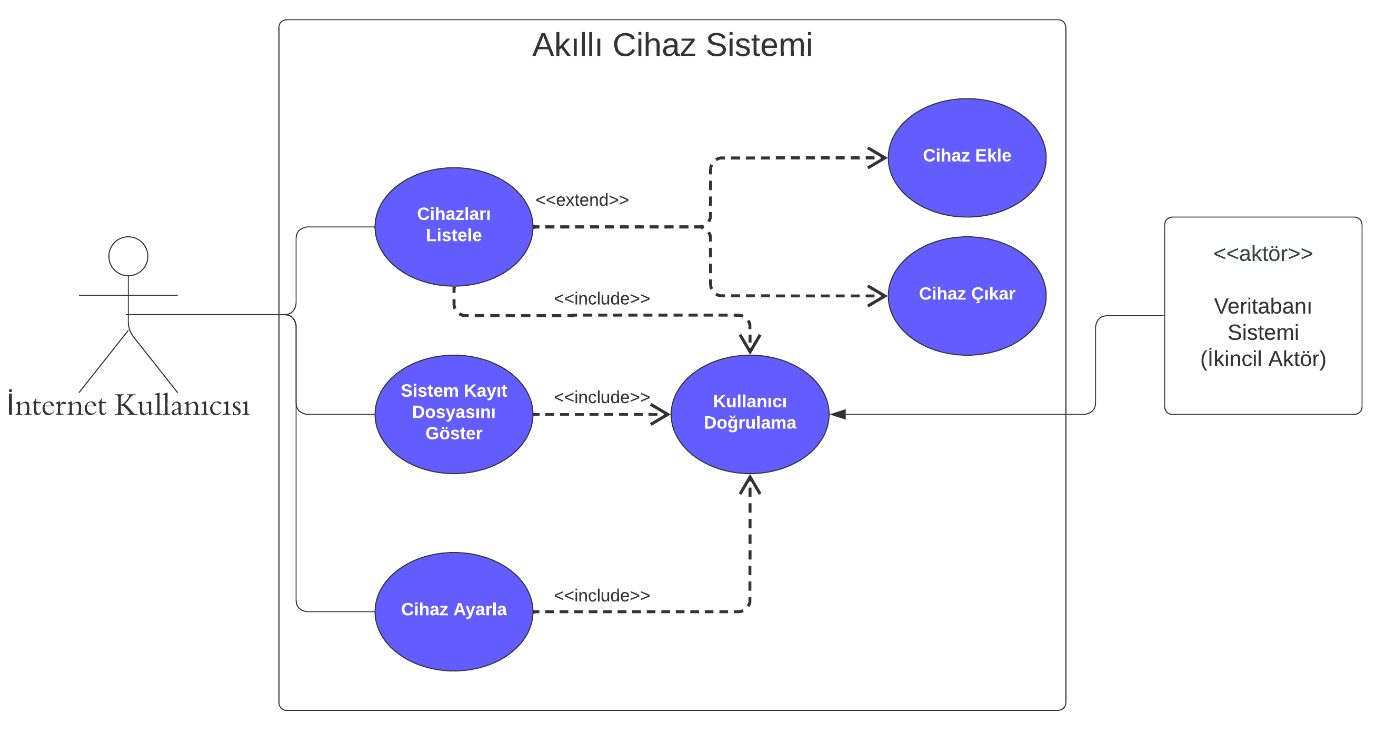 Akıllı Cihaz Sistemi
Cihaz Ekle
<<extend>>
Cihazları
Listele
<<aktör>>
Cihaz Çıkar
<<include>>
Veritabanı
Sistemi
(İkincil Aktör)
İnternet Kullanıcısı
Sistem Kayıt
Dosyasını
Göster
<<include>>
Kullanıcı
Doğrulama
<<include>>
Cihaz Ayarla